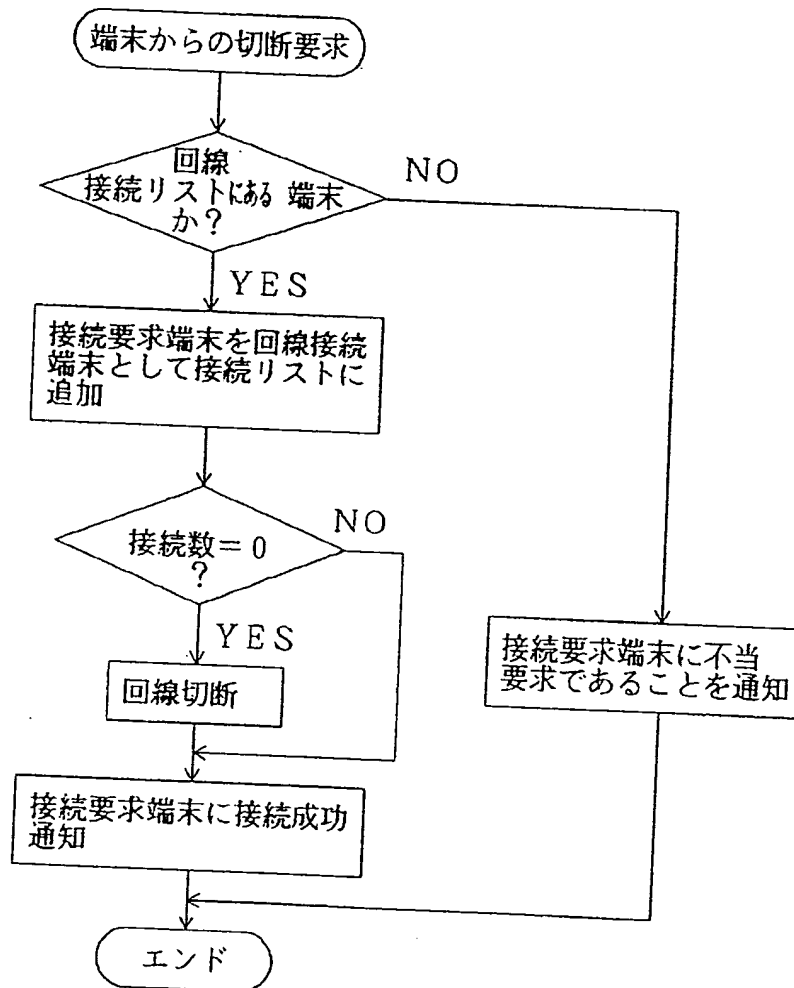 端末からの切断要求
回線
接続リストにある 端末
か?
NO
YES
接続要求端末を回線接続
端末として接続リストに
追加
接続数=0
?
NO
YES
回線切断
接続要求端末に不当
要求であることを通知
接続要求端末に接続成功
通知
エンド